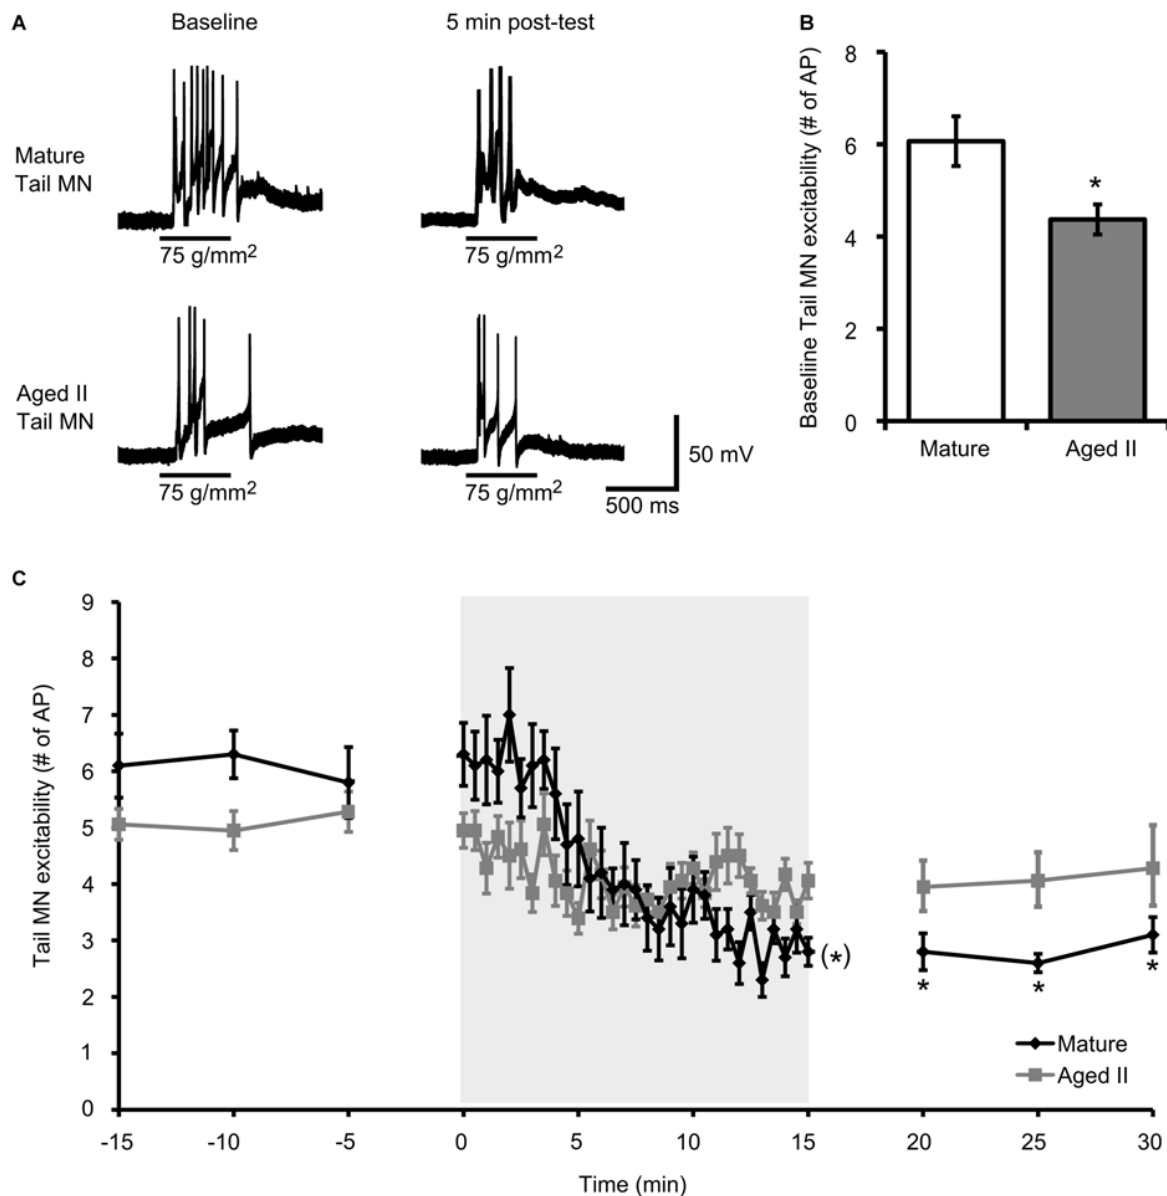 A
Baseline
5 min post-test
Mature
Tail MN
75 g/mm2
75 g/mm2
Aged II
Tail MN
75 g/mm2
75 g/mm2
50 mV
500 ms
B
Baseliine Tail MN excitability (# of AP)
8
6
4
2
0
*
Mature
Aged II
C
Tail MN excitability (# of AP)
9
8
7
6
5
4
3
2
1
0
(*)
*
*
*
Mature
Aged II
-15
-10
-5
0
5
10
15
20
25
30
Time (min)